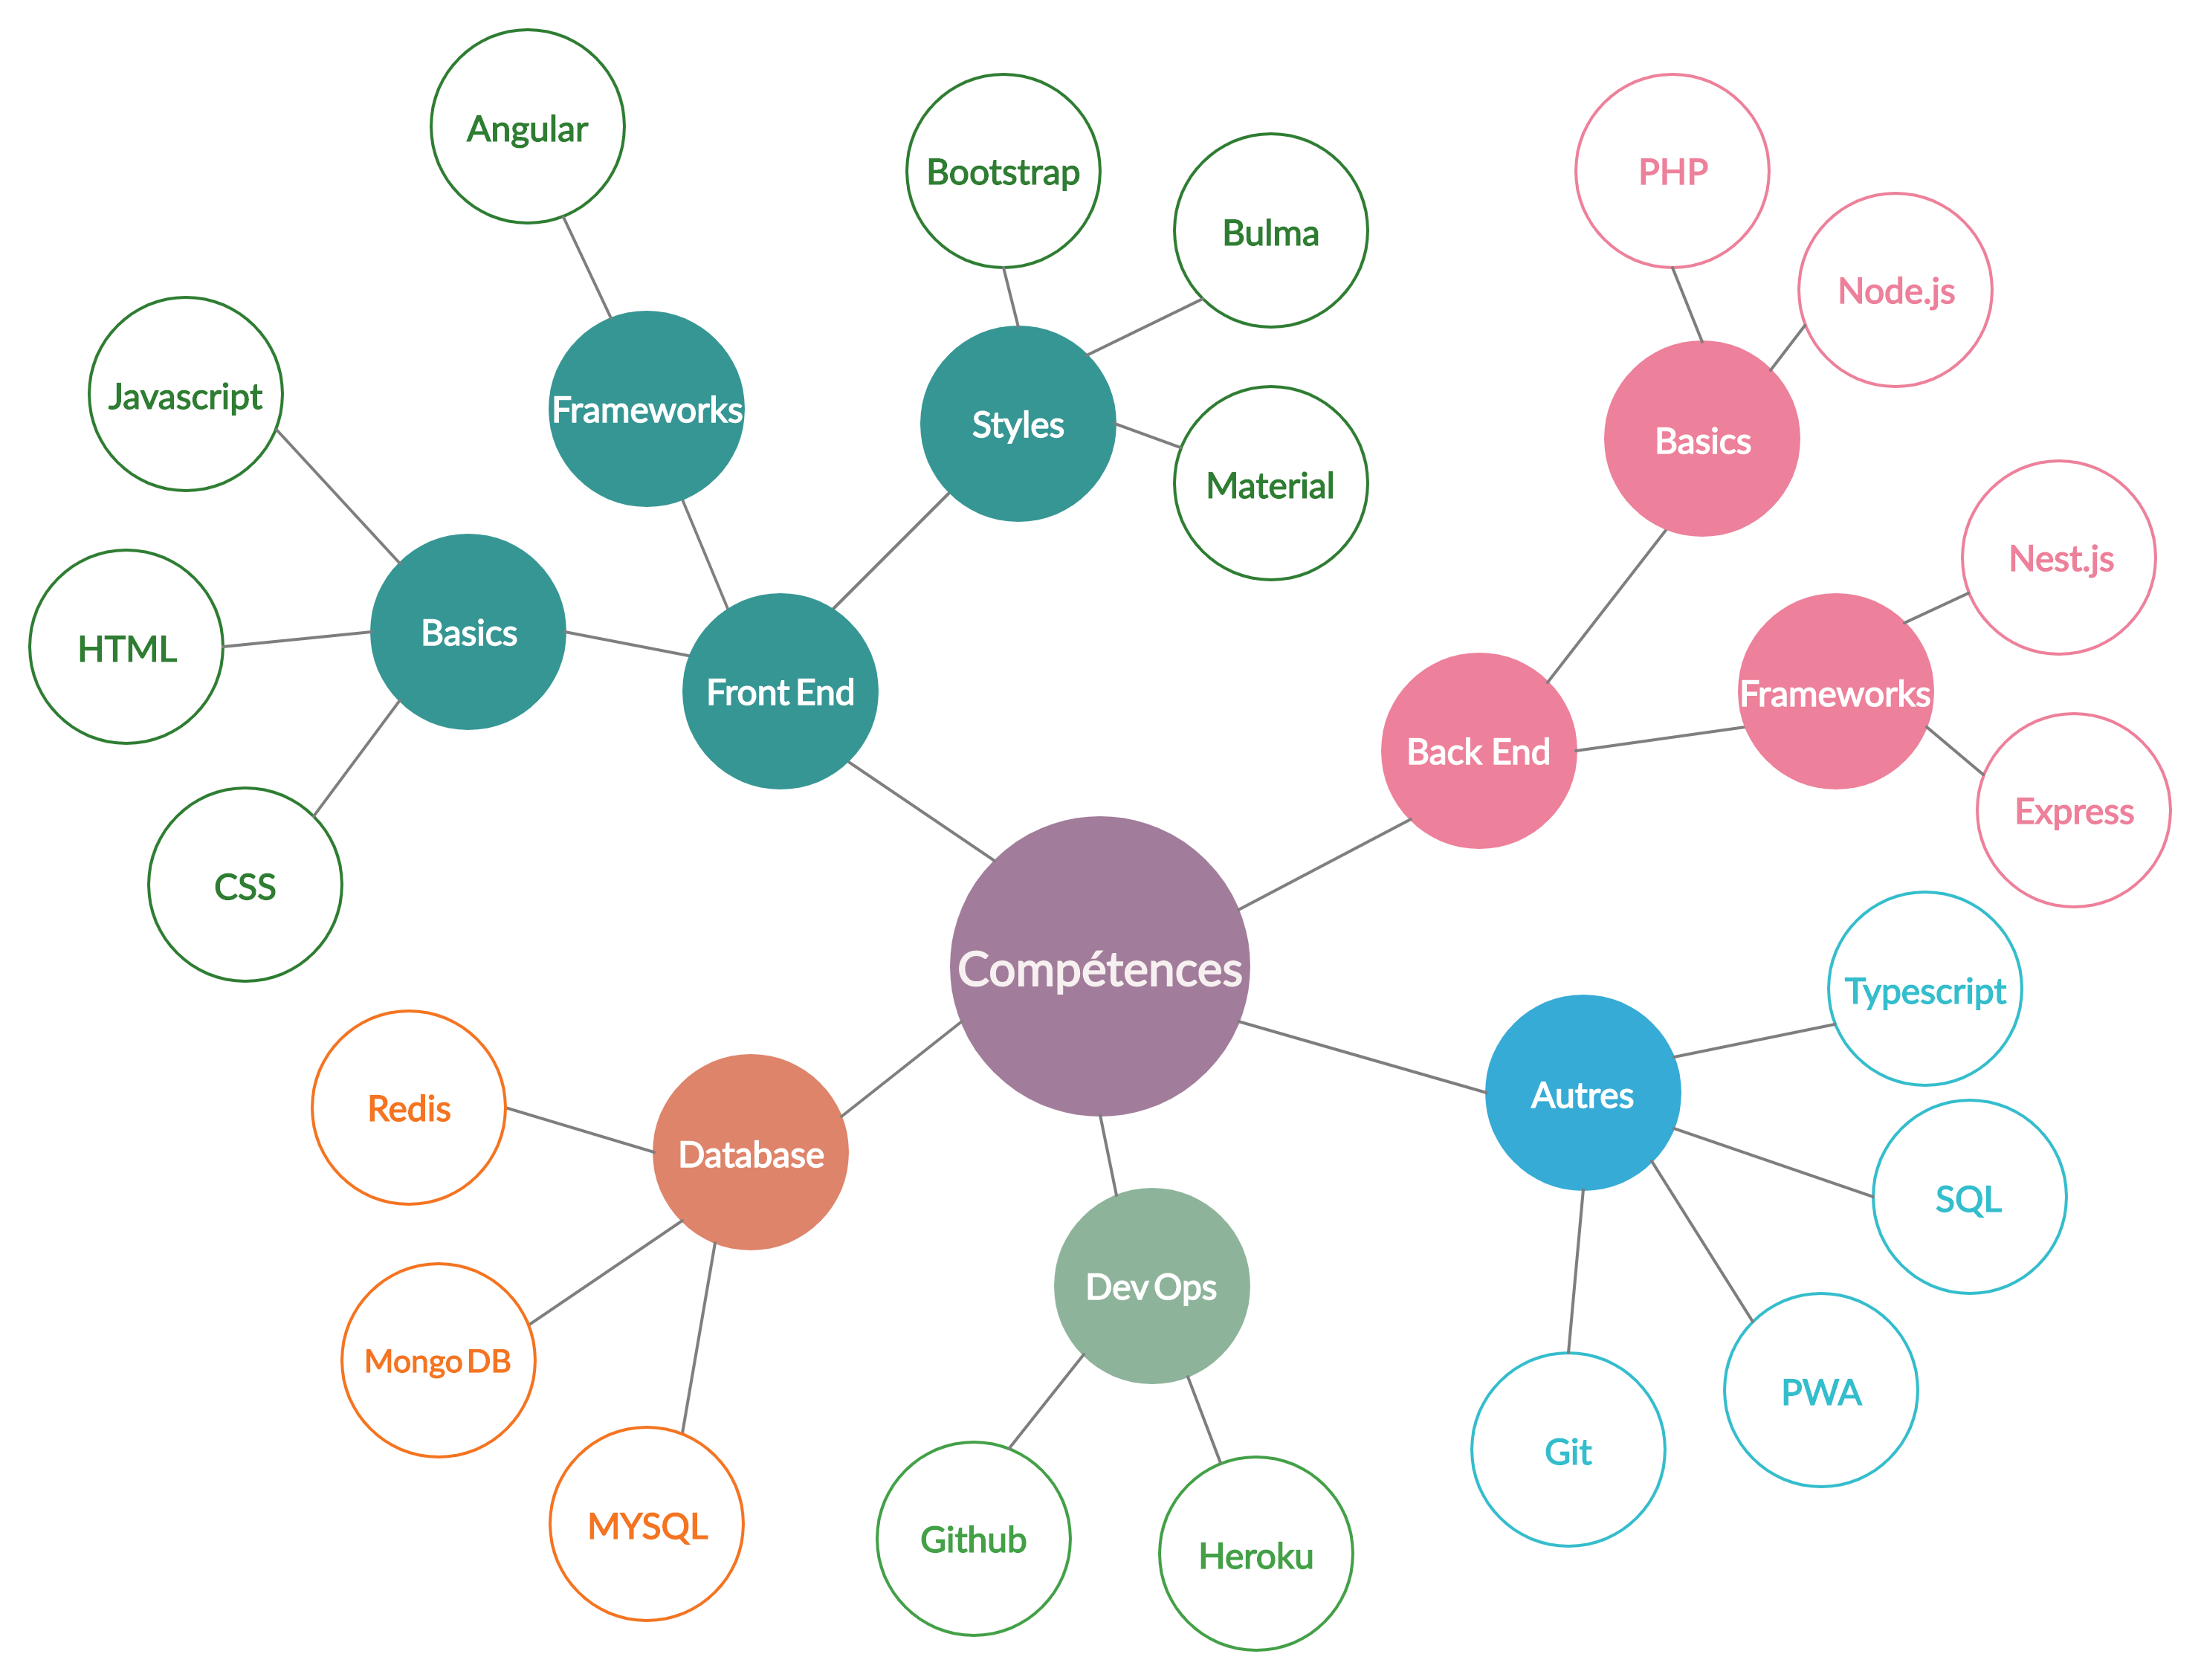 Angular
Bootstrap
Bulma
PHP
Node.js
Javascript
Frameworks
Styles
Material
Basics
Nest.js
HTML
Basics
Front End
Back End
Frameworks
Express
CSS
Compétences
Typescript
Redis
Database
Autres
SQL
Dev Ops
Mongo DB
PWA
Git
MYSQL
Github
Heroku